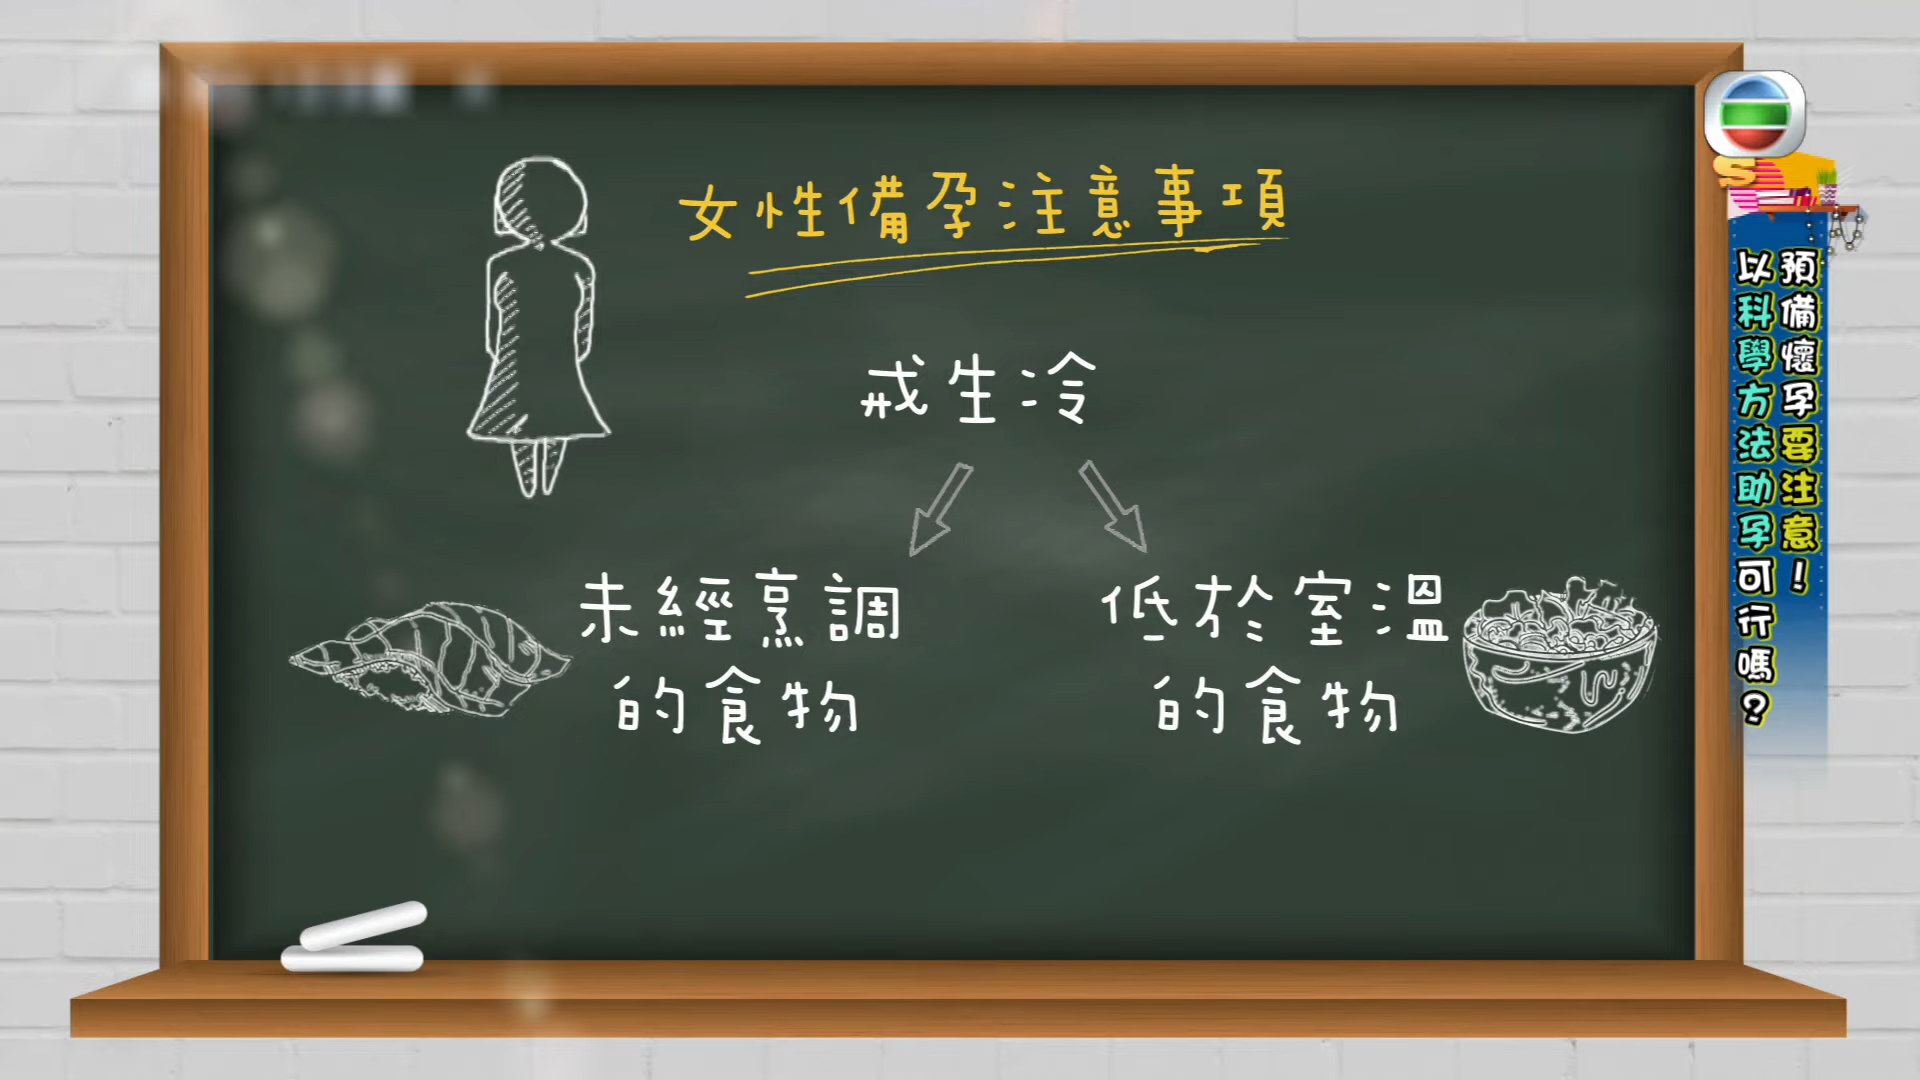 女性備孕注意事項
戒生冷
未經烹調
的食物
低於室溫
的食物
預備懷孕要注意！
以科學方法助孕可行嗎？
S